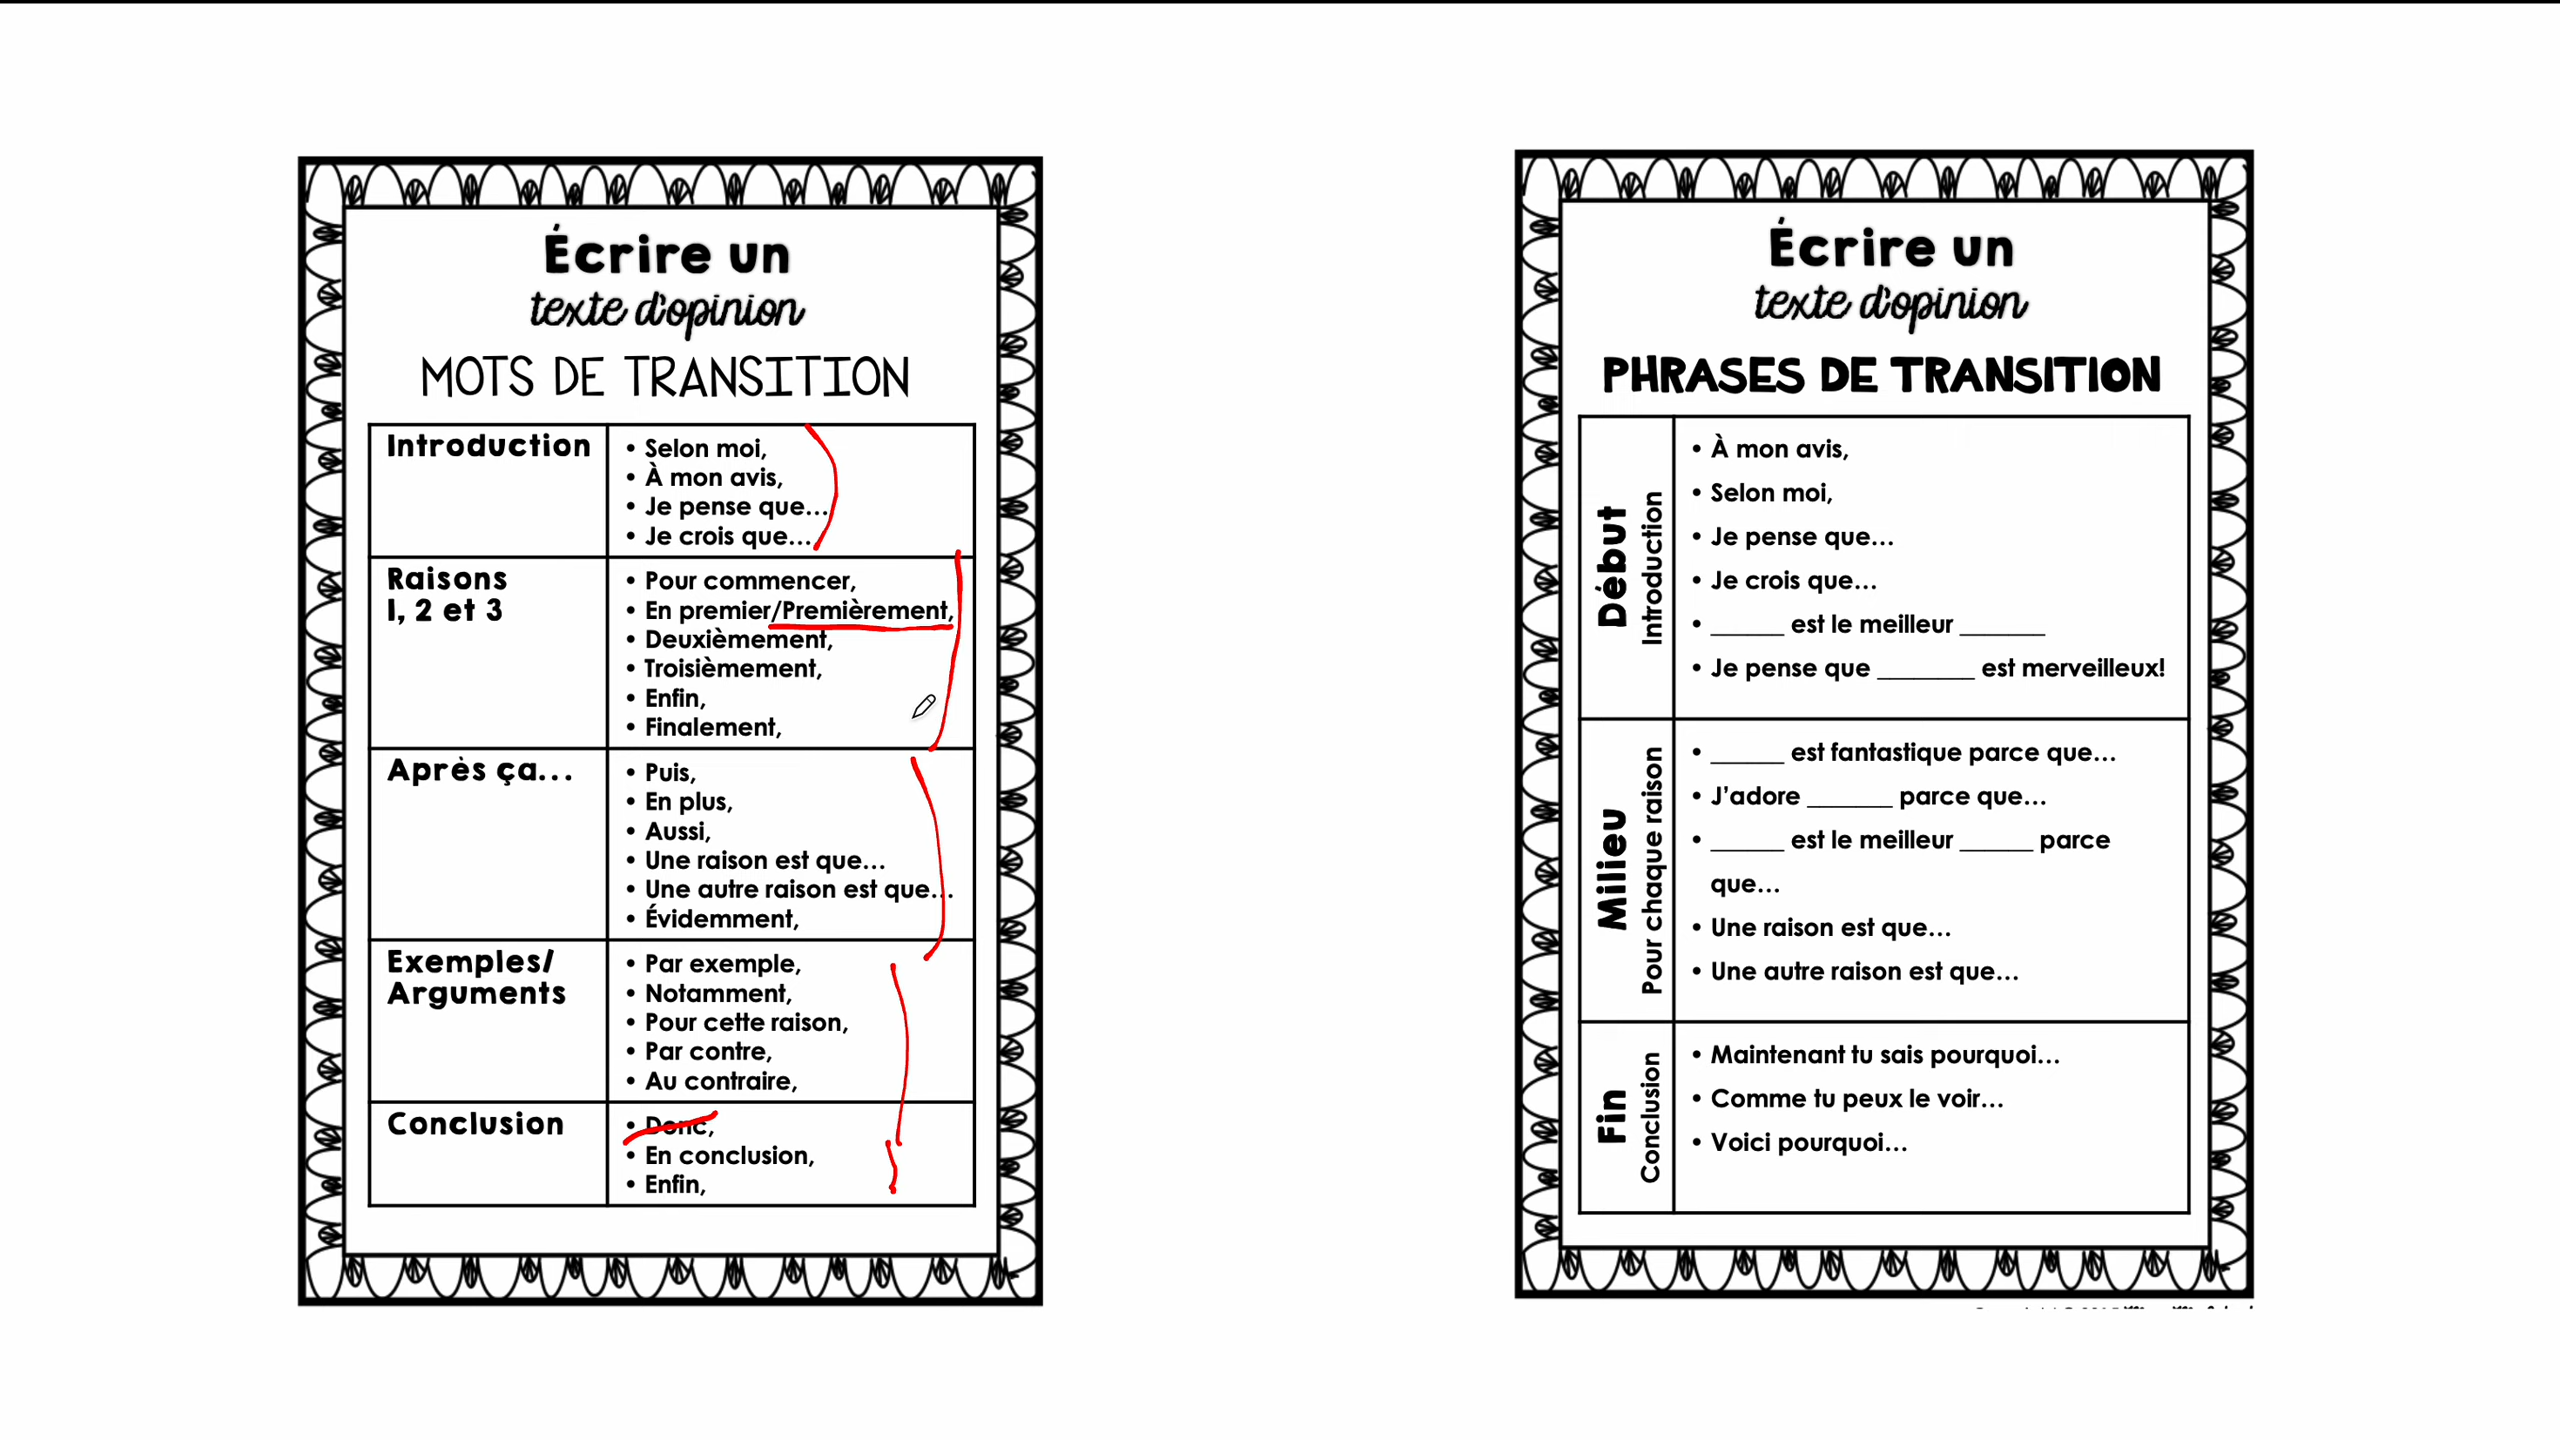 Écrire un
texte d'opinion
MOTS DE TRANSITION
Introduction
• Selon moi,
• À mon avis,
• Je pense que...
• Je crois que...
Raisons
1, 2 et 3
• Pour commencer,
• En premier/Premièrement,
• Deuxièmement,
• Troisièmement,
• Enfin,
• Finalement,
Après ça...
• Puis,
• En plus,
• Aussi,
• Une raison est que...
• Une autre raison est que...
• Évidemment,
Exemples/
Arguments
• Par exemple,
• Notamment,
• Pour cette raison,
• Par contre,
• Au contraire,
Conclusion
• Donc,
• En conclusion,
• Enfin,
Écrire un
texte d'opinion
PHRASES DE TRANSITION
Début
Introduction
• À mon avis,
• Selon moi,
• Je pense que...
• Je crois que...
• ______ est le meilleur _______
• Je pense que ________ est merveilleux!
Milieu
Pour chaque raison
• ______ est fantastique parce que...
• J'adore _______ parce que...
• ______ est le meilleur ______ parce
que...
• Une raison est que...
• Une autre raison est que...
Fin
Conclusion
• Maintenant tu sais pourquoi...
• Comme tu peux le voir...
• Voici pourquoi...